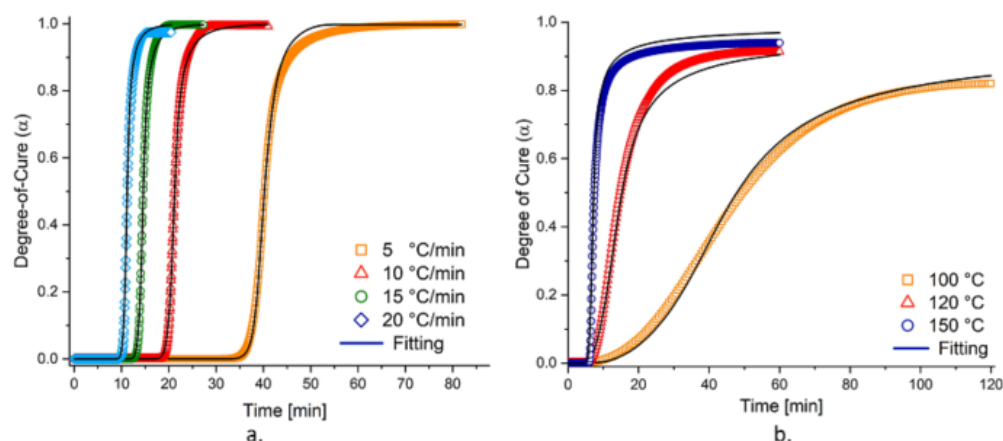 1.0
0.8
0.6
0.4
0.2
0.0
Degree-of-Cure (α)
5 °C/min
10 °C/min
15 °C/min
20 °C/min
Fitting
0 10 20 30 40 60 80
Time [min]
a.
1.0
0.8
0.6
0.4
0.2
0.0
Degree of Cure (α)
100 °C
120 °C
150 °C
Fitting
0 20 40 60 80 100 120
Time [min]
b.